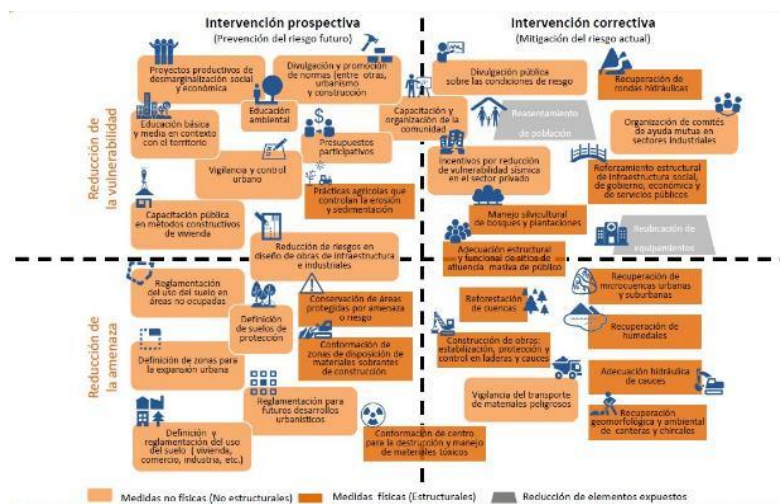 Intervención prospectiva
(Prevención del riesgo futuro)
Intervención correctiva
(Mitigación del riesgo actual)
Reducción de
la vulnerabilidad
Proyectos productivos de
desmarginalización social
y económica
Divulgación y promoción
de normas (entre otras,
urbanismo
y construcción
Educación
ambiental
Capacitación y
organización de la
comunidad
Educación básica
y media en contexto
con el territorio
Presupuestos
participativos
Vigilancia y control
urbano
Prácticas agrícolas que
controlan la erosión
y sedimentación
Capacitación pública
en métodos constructivos
de vivienda
Reducción de riesgos en
diseño de obras de infraestructura
e industriales
Divulgación pública
sobre las condiciones de riesgo
Recuperación de
rondas hidráulicas
Reasentamiento
de población
Organización de comités
de ayuda mutua en
sectores industriales
Incentivos por reducción
de vulnerabilidad sísmica
en el sector privado
Reforzamiento estructural
de infraestructura social,
de gobierno, económica y
de servicios públicos
Manejo silvicultural
de bosques y plantaciones
Reubicación de
equipamientos
Adecuación estructural
y funcional de sitios de
afluencia masiva de público
Reducción de
la amenaza
Reglamentación
del uso del suelo en
áreas no ocupadas
Definición
de suelos de
protección
Conservación de áreas
protegidas por amenaza
o riesgo
Conformación de
zonas de disposición de
materiales sobrantes
de construcción
Definición de zonas para
la expansión urbana
Reglamentación para
futuros desarrollos
urbanísticos
Definición y
reglamentación del uso del
suelo ( vivienda,
comercio, industria, etc.)
Conformación de centro
para la destrucción y manejo
de materiales tóxicos
Reforestación
de cuencas
Recuperación de
microcuencas urbanas
y suburbanas
Construcción de obras:
estabilización, protección y
control en laderas y cauces
Recuperación de
humedales
Vigilancia del transporte
de materiales peligrosos
Adecuación hidráulica
de cauces
Recuperación
geomorfológica y ambiental
de canteras y chircales
Medidas no físicas (No estructurales)
Medidas físicas (Estructurales)
Reducción de elementos expuestos